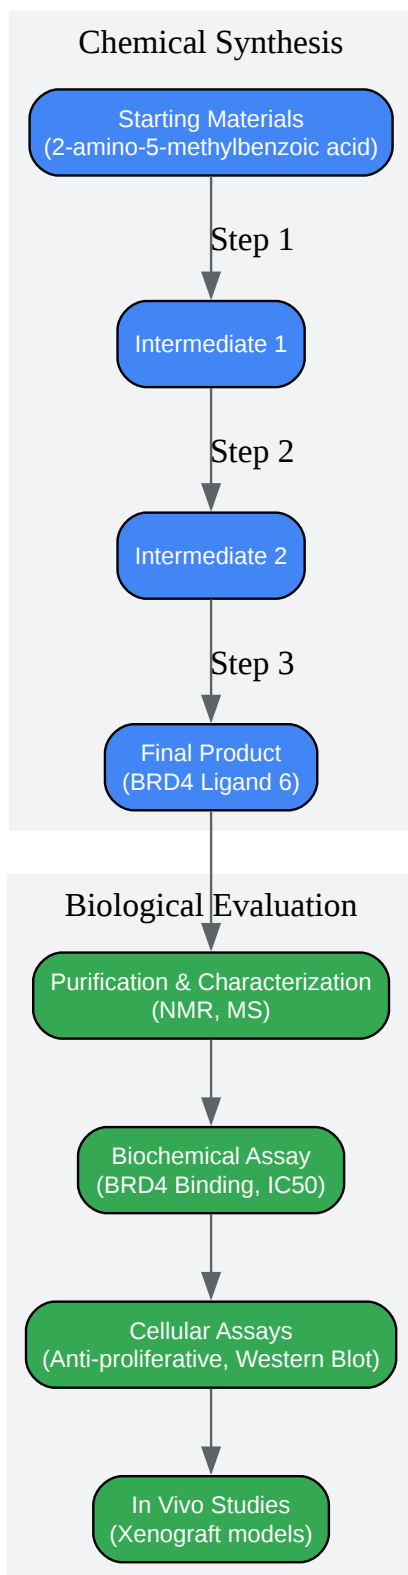 Chemical Synthesis
Starting Materials
(2-amino-5-methylbenzoic acid)
Step 1
Intermediate 1
Step 2
Intermediate 2
Step 3
Final Product
(BRD4 Ligand 6)
Biological Evaluation
Purification & Characterization
(NMR, MS)
Biochemical Assay
(BRD4 Binding, IC50)
Cellular Assays
(Anti-proliferative, Western Blot)
In Vivo Studies
(Xenograft models)